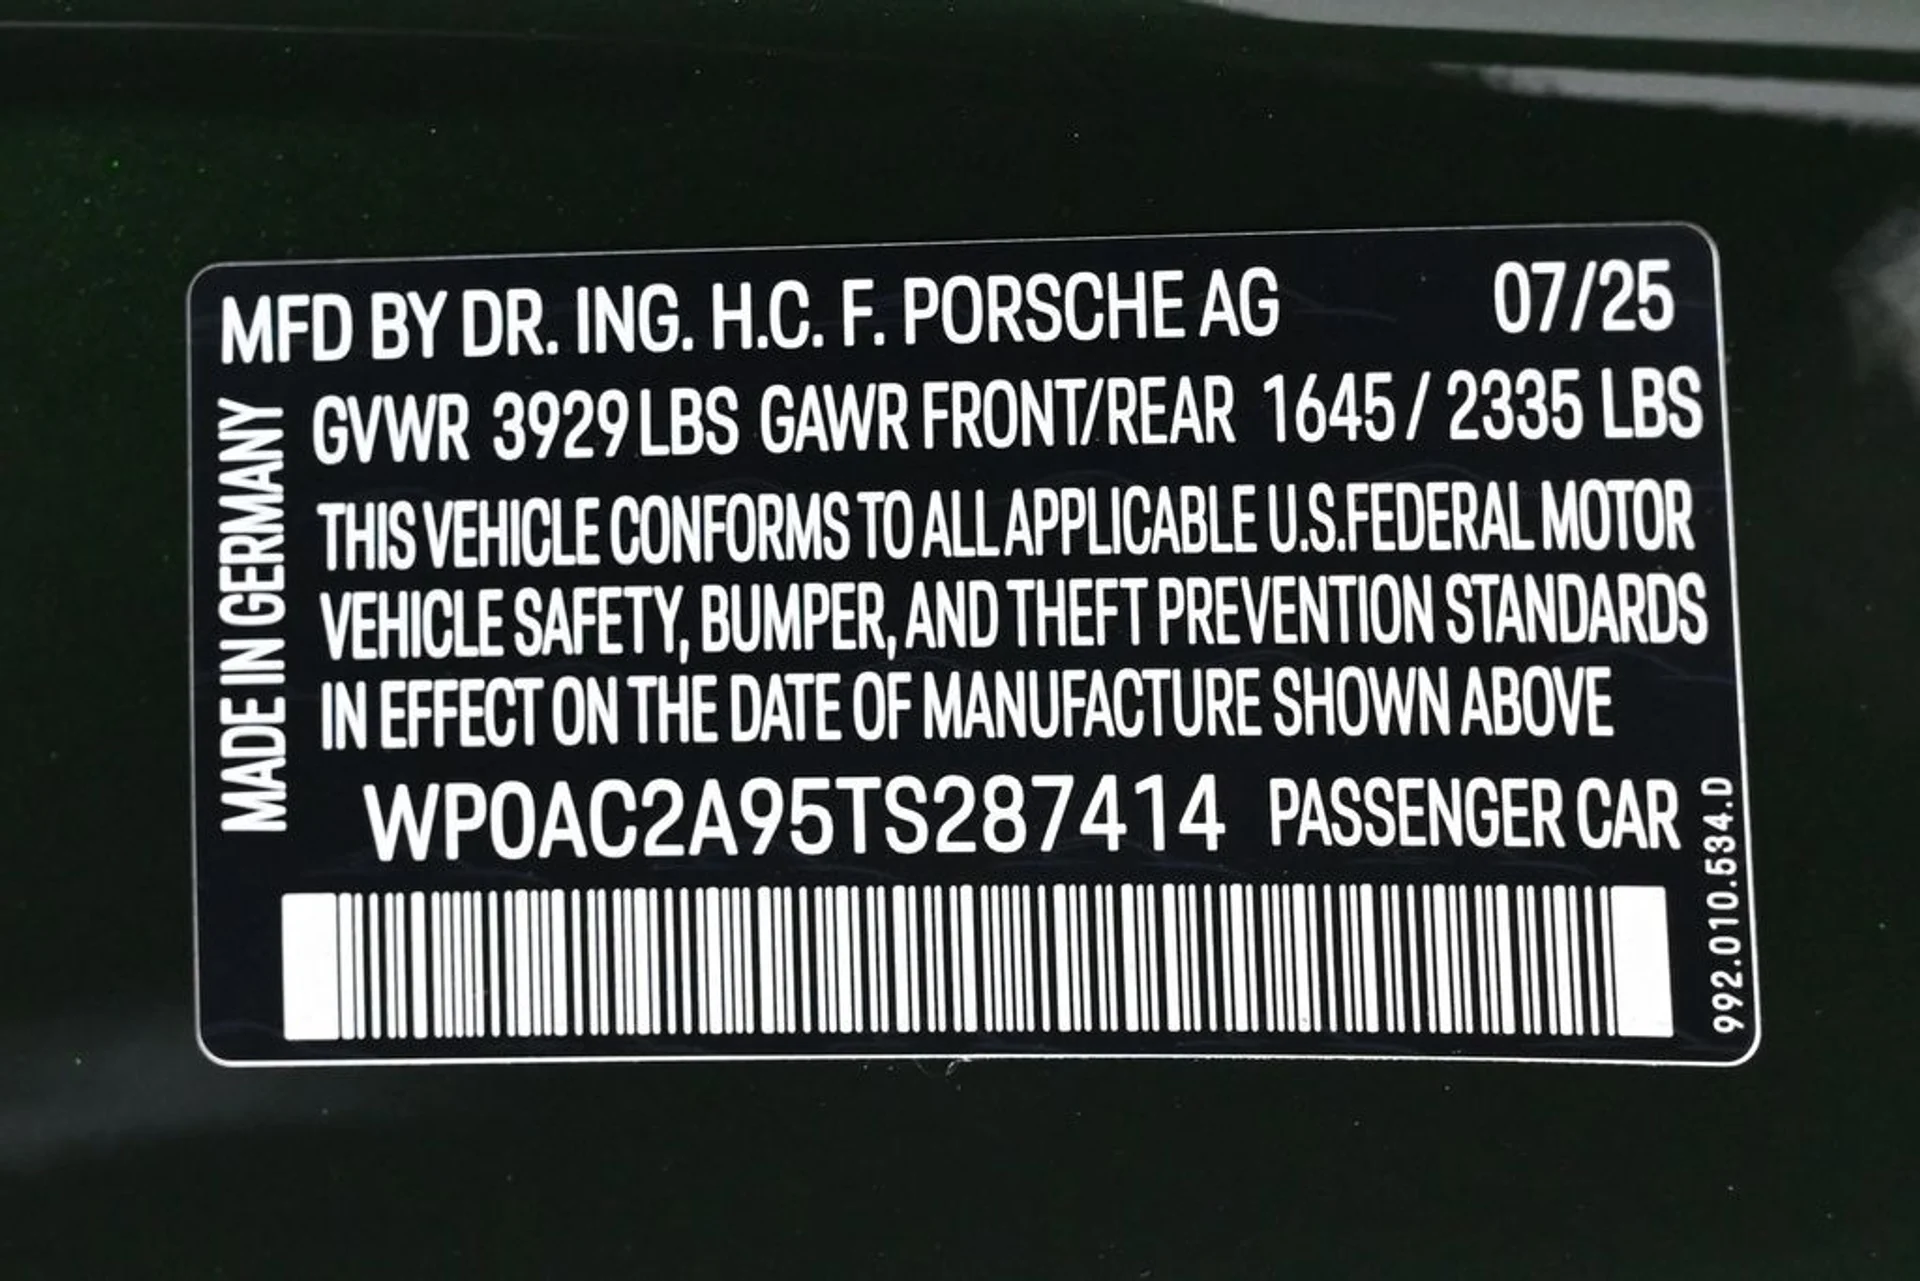 MFD BY DR. ING. H.C. F. PORSCHE AG 07/25
GVWR 3929 LBS GAWR FRONT/REAR 1645 / 2335 LBS
THIS VEHICLE CONFORMS TO ALL APPLICABLE U.S.FEDERAL MOTOR
VEHICLE SAFETY, BUMPER, AND THEFT PREVENTION STANDARDS
IN EFFECT ON THE DATE OF MANUFACTURE SHOWN ABOVE
WP0AC2A95TS287414 PASSENGER CAR
MADE IN GERMANY
992.010.534.D